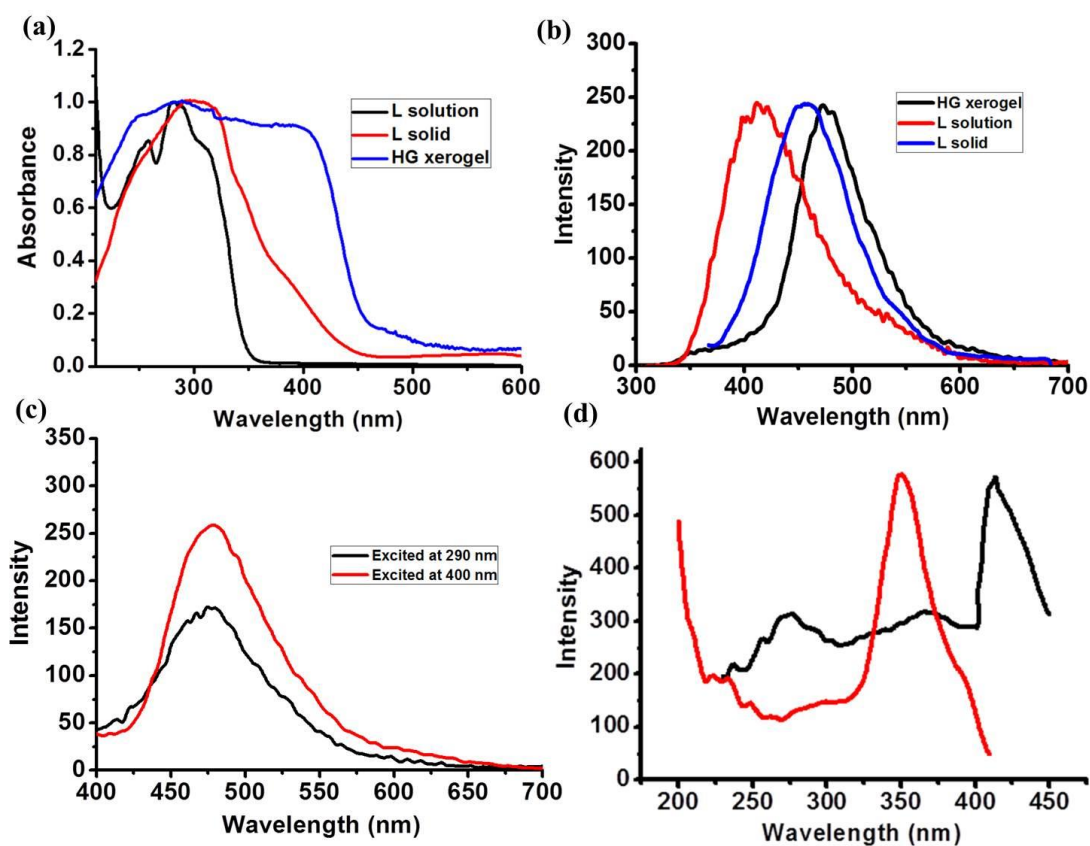 (a)
1.2
1.0
0.8
0.6
0.4
0.2
0.0
Absorbance
L solution
L solid
HG xerogel
300 400 500 600
Wavelength (nm)
(b)
300
250
200
150
100
50
0
Intensity
HG xerogel
L solution
L solid
300 400 500 600 700
Wavelength (nm)
(c)
350
300
250
200
150
100
50
0
Intensity
Excited at 290 nm
Excited at 400 nm
400 450 500 550 600 650 700
Wavelength (nm)
(d)
600
500
400
300
200
100
0
Intensity
200 250 300 350 400 450
Wavelength (nm)